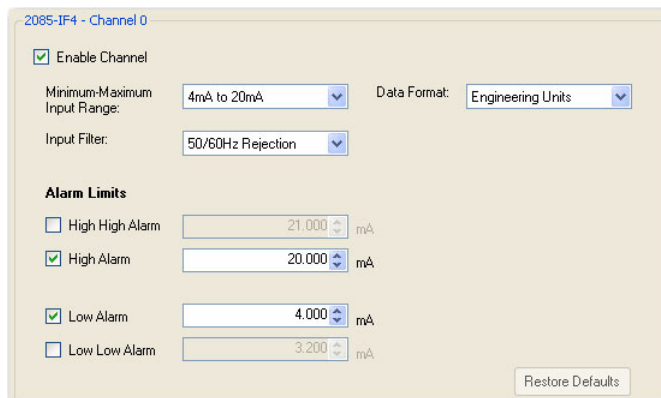 2085-IF4 - Channel 0
Enable Channel
Minimum-Maximum Input Range: 4mA to 20mA Data Format: Engineering Units
Input Filter: 50/60Hz Rejection
Alarm Limits
High High Alarm 21.000 mA
High Alarm 20.000 mA
Low Alarm 4.000 mA
Low Low Alarm 3.200 mA
Restore Defaults